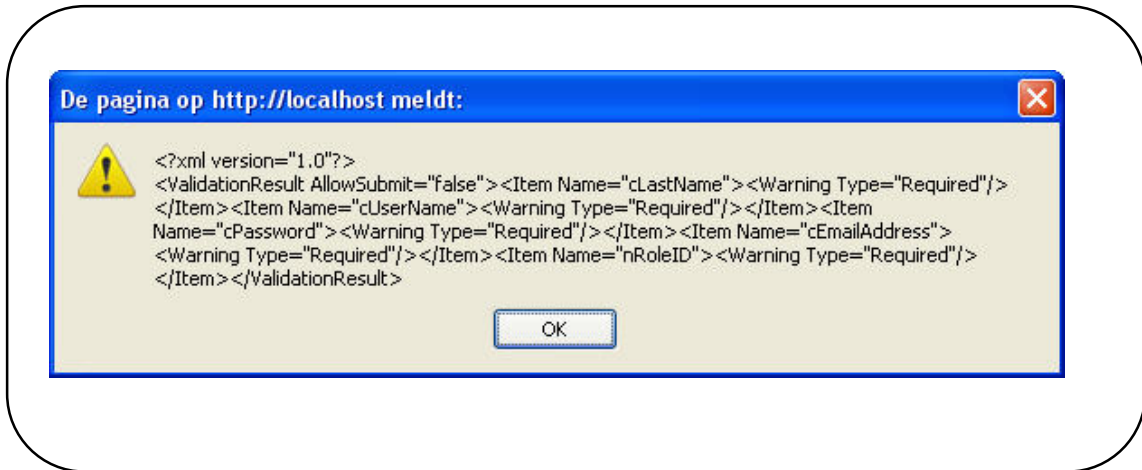 De pagina op http://localhost meldt:
<?xml version="1.0"?>
<ValidationResult AllowSubmit="false"><Item Name="cLastName"><Warning Type="Required"/>
</Item><Item Name="cUserName"><Warning Type="Required"/></Item><Item
Name="cPassword"><Warning Type="Required"/></Item><Item Name="cEmailAddress">
<Warning Type="Required"/></Item><Item Name="nRoleID"><Warning Type="Required"/>
</Item></ValidationResult>
OK